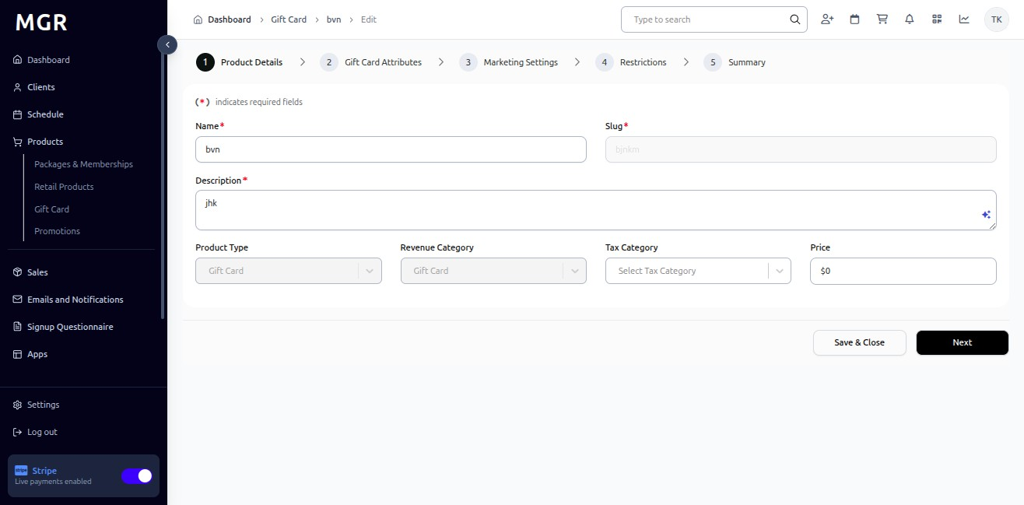 MGR
Dashboard > Gift Card > bvn > Edit
Type to search
TK
Dashboard
Clients
Schedule
Products
Packages & Memberships
Retail Products
Gift Card
Promotions
Sales
Emails and Notifications
Signup Questionnaire
Apps
Settings
Log out
stripe Stripe
Live payments enabled
1 Product Details > 2 Gift Card Attributes > 3 Marketing Settings > 4 Restrictions > 5 Summary
(*) indicates required fields
Name* Slug*
bvn
Description*
jhk
Product Type Revenue Category Tax Category Price
Gift Card Gift Card Select Tax Category $0
Save & Close Next